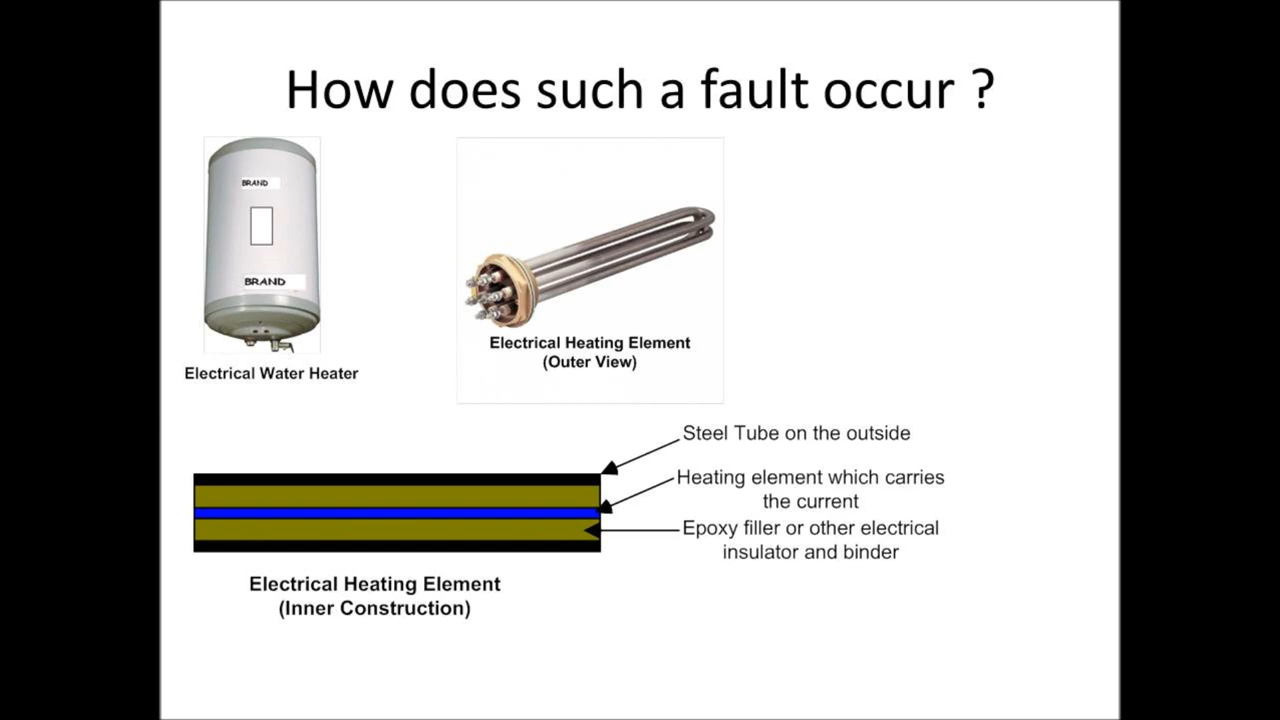 How does such a fault occur ?
BRAND
BRAND
Electrical Water Heater
Electrical Heating Element
(Outer View)
Steel Tube on the outside
Heating element which carries
the current
Epoxy filler or other electrical
insulator and binder
Electrical Heating Element
(Inner Construction)